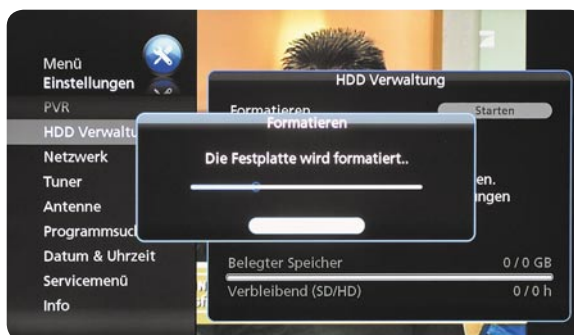 Menü
Einstellungen
PVR
HDD Verwaltu
Netzwerk
Tuner
Antenne
Programmsuc
Datum & Uhrzeit
Servicemenü
Info
HDD Verwaltung
Formatieren
Starten
Formatieren
Die Festplatte wird formatiert..
en.
ngen
Belegter Speicher
0 / 0 GB
Verbleibend (SD/HD)
0 / 0 h